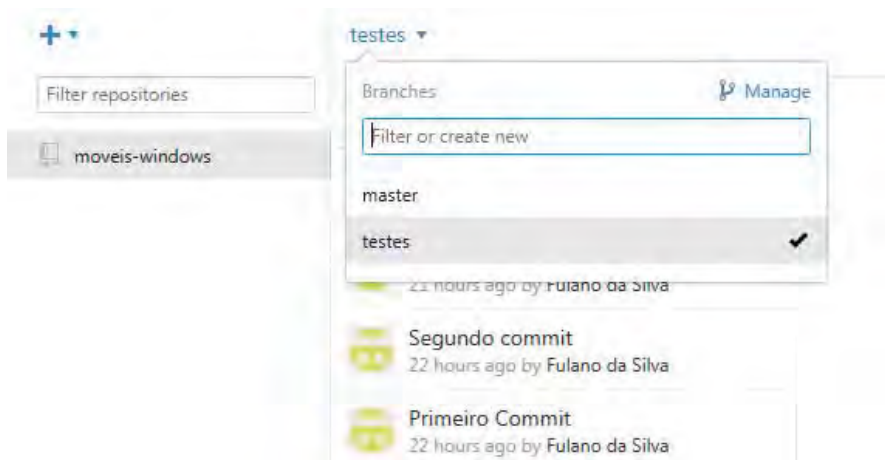 testes
Filter repositories
moveis-windows
Branches
Manage
Filter or create new
master
testes
21 hours ago by Fulano da Silva
Segundo commit
22 hours ago by Fulano da Silva
Primeiro Commit
22 hours ago by Fulano da Silva